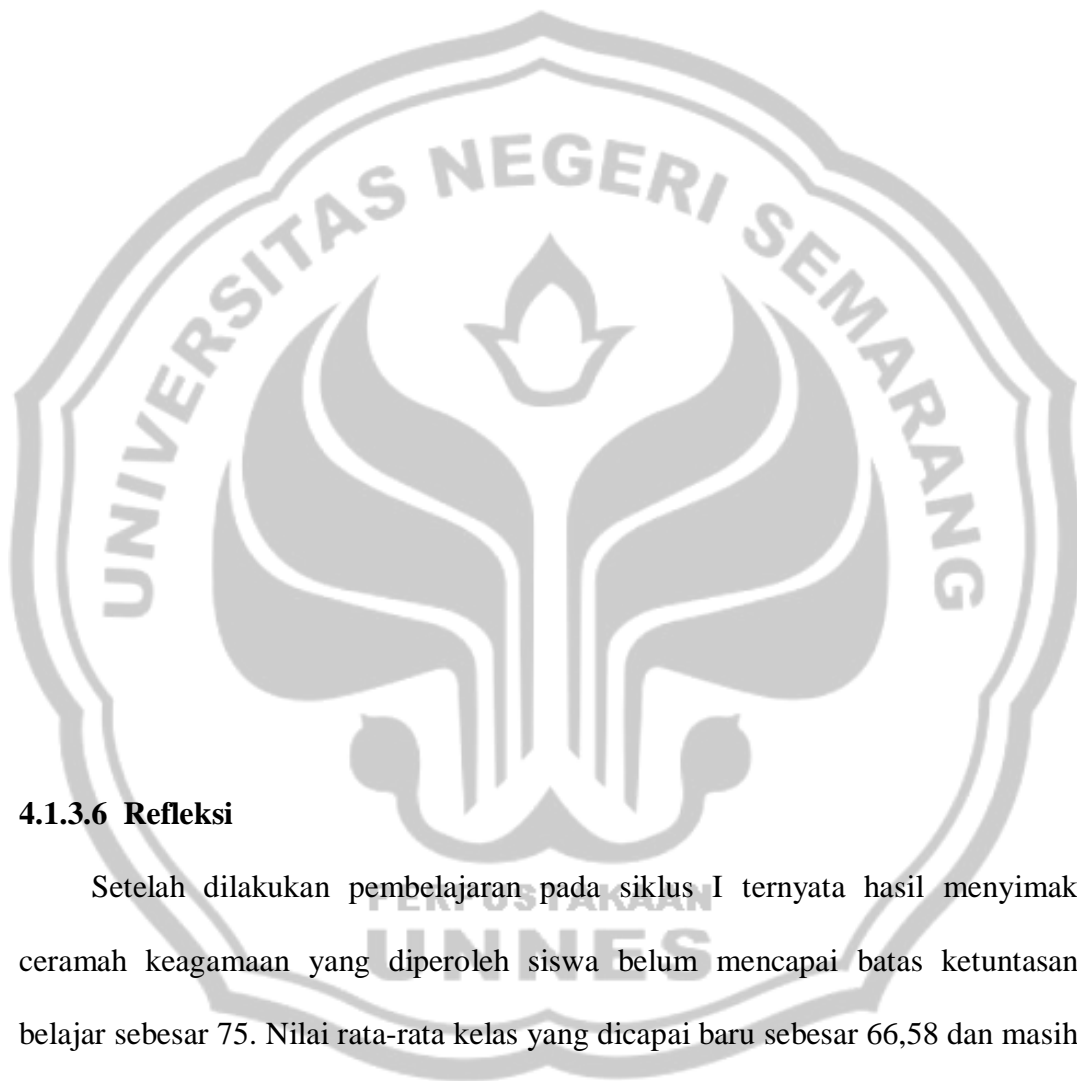 UNIVERSITAS NEGERI SEMARANG
4.1.3.6 Refleksi
Setelah dilakukan pembelajaran pada siklus I ternyata hasil menyimak
PERPUSTAKAAN
ceramah keagamaan yang diperoleh siswa belum mencapai batas ketuntasan
UNNES
belajar sebesar 75. Nilai rata-rata kelas yang dicapai baru sebesar 66,58 dan masih